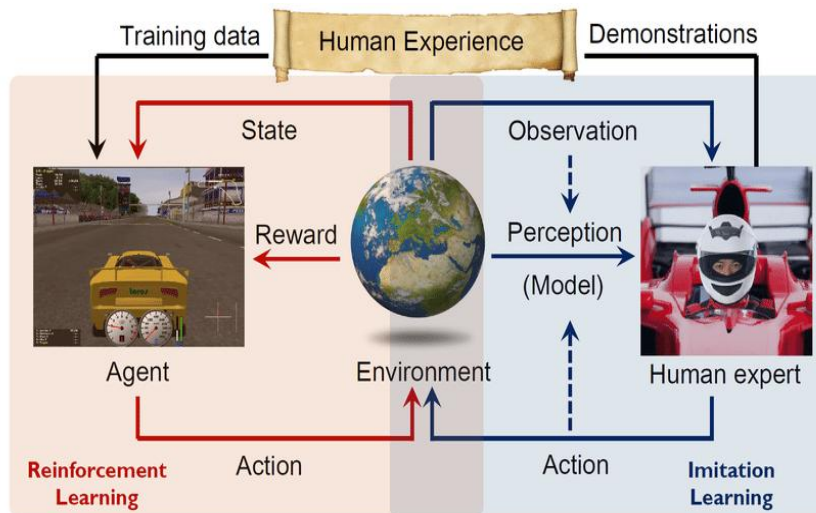 Training data
Human Experience
Demonstrations
State
Observation
Reward
Perception
(Model)
Agent
Environment
Human expert
Action
Action
Reinforcement
Learning
Imitation
Learning